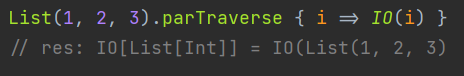 List(1, 2, 3).parTraverse { i => IO(i) }
// res: IO[List[Int]] = IO(List(1, 2, 3)